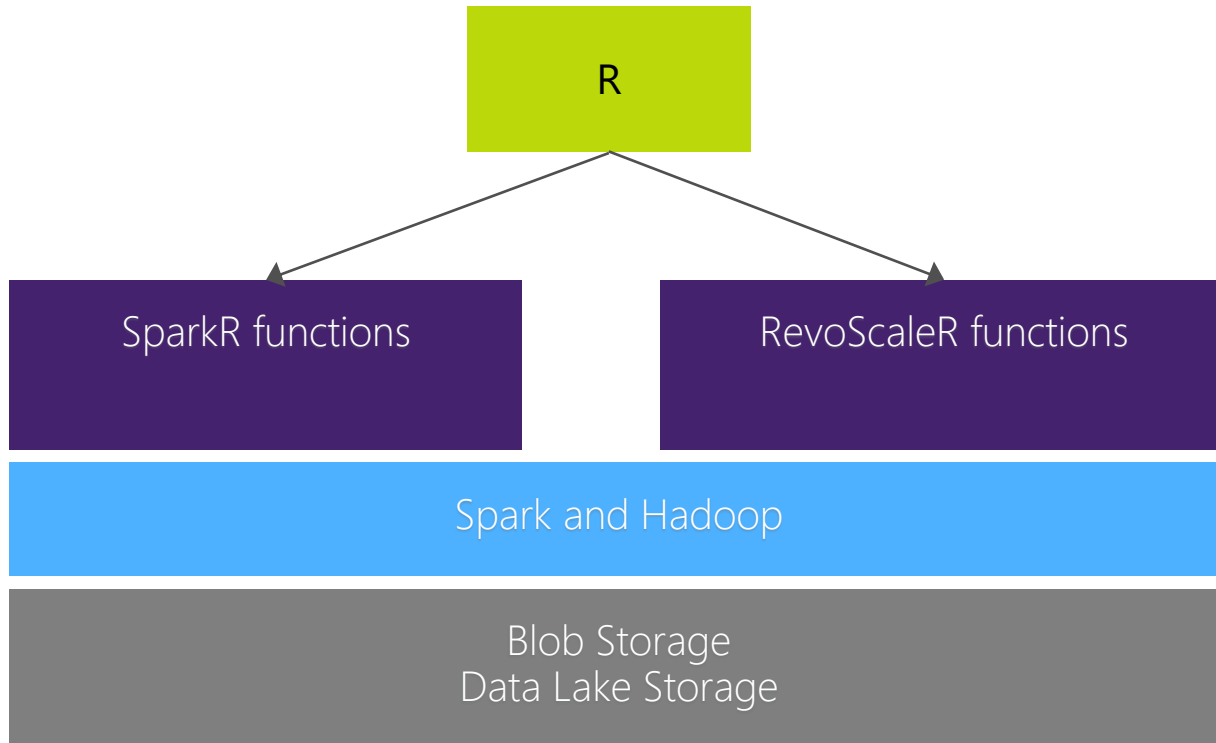 R
SparkR functions
RevoScaleR functions
Spark and Hadoop
Blob Storage
Data Lake Storage